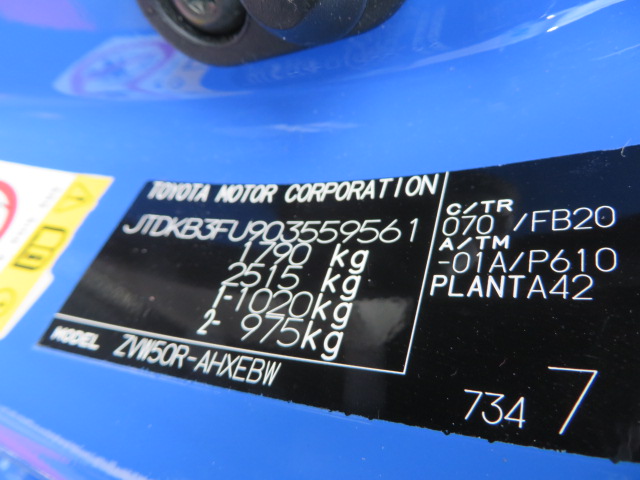 TOYOTA MOTOR CORPORATION
JTDKB3FU903559561
1790 kg
2515 kg
1-1020kg
2- 975kg
MODEL ZVW50R-AHXEBW
C/TR
070 /FB20
A/TM
-01A/P610
PLANTA42
734 7